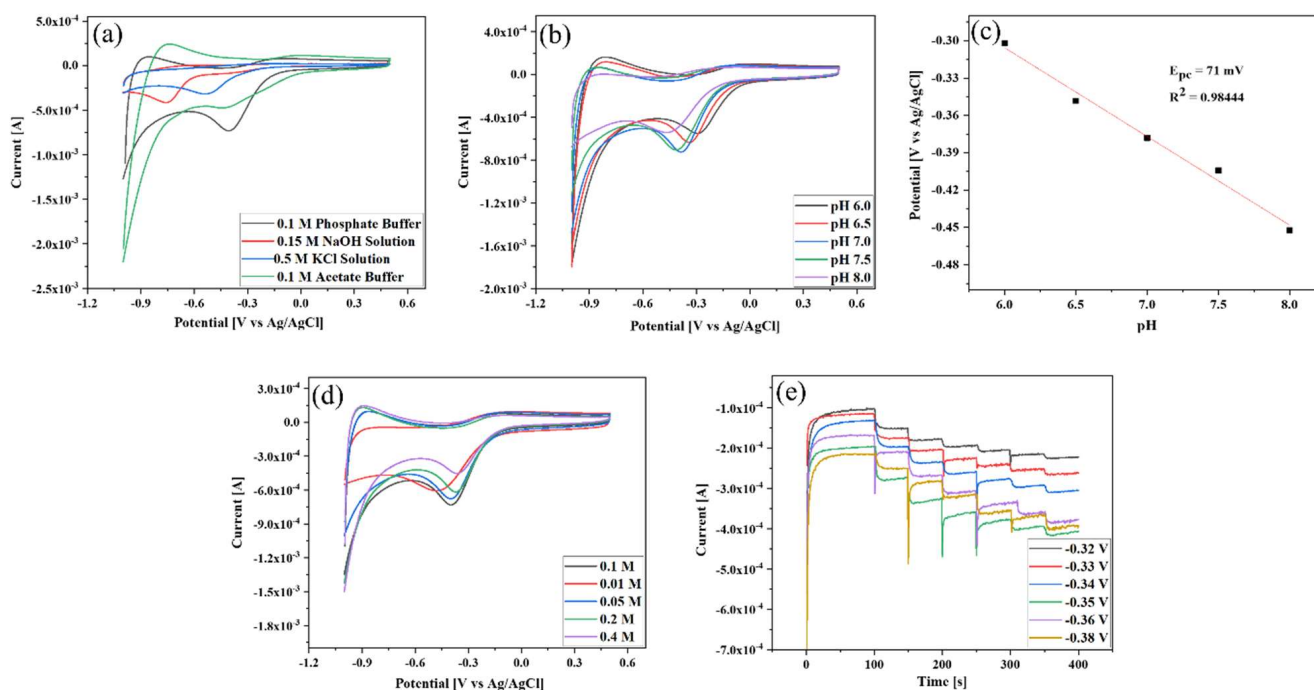 (a)
5.0x10⁻⁴
0.0
-5.0x10⁻⁴
-1.0x10⁻³
-1.5x10⁻³
-2.0x10⁻³
-2.5x10⁻³
Current [A]
0.1 M Phosphate Buffer
0.15 M NaOH Solution
0.5 M KCl Solution
0.1 M Acetate Buffer
-1.2 -0.9 -0.6 -0.3 0.0 0.3 0.6
Potential [V vs Ag/AgCl]
(b)
4.0x10⁻⁴
0.0
-4.0x10⁻⁴
-8.0x10⁻⁴
-1.2x10⁻³
-1.6x10⁻³
-2.0x10⁻³
Current [A]
pH 6.0
pH 6.5
pH 7.0
pH 7.5
pH 8.0
-1.2 -0.9 -0.6 -0.3 0.0 0.3 0.6
Potential [V vs Ag/AgCl]
(c)
-0.30
-0.33
-0.36
-0.39
-0.42
-0.45
-0.48
Potential [V vs Ag/AgCl]
E_pc = 71 mV
R² = 0.98444
6.0 6.5 7.0 7.5 8.0
pH
(d)
3.0x10⁻⁴
0.0
-3.0x10⁻⁴
-6.0x10⁻⁴
-9.0x10⁻⁴
-1.2x10⁻³
-1.5x10⁻³
-1.8x10⁻³
Current [A]
0.1 M
0.01 M
0.05 M
0.2 M
0.4 M
-1.2 -0.9 -0.6 -0.3 0.0 0.3 0.6
Potential [V vs Ag/AgCl]
(e)
-1.0x10⁻⁴
-2.0x10⁻⁴
-3.0x10⁻⁴
-4.0x10⁻⁴
-5.0x10⁻⁴
-6.0x10⁻⁴
-7.0x10⁻⁴
Current [A]
-0.32 V
-0.33 V
-0.34 V
-0.35 V
-0.36 V
-0.38 V
0 100 200 300 400
Time [s]